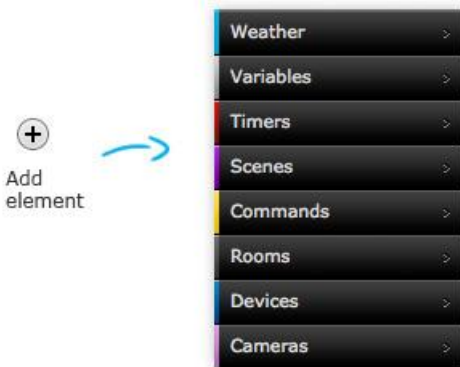 Add
element
Weather
Variables
Timers
Scenes
Commands
Rooms
Devices
Cameras